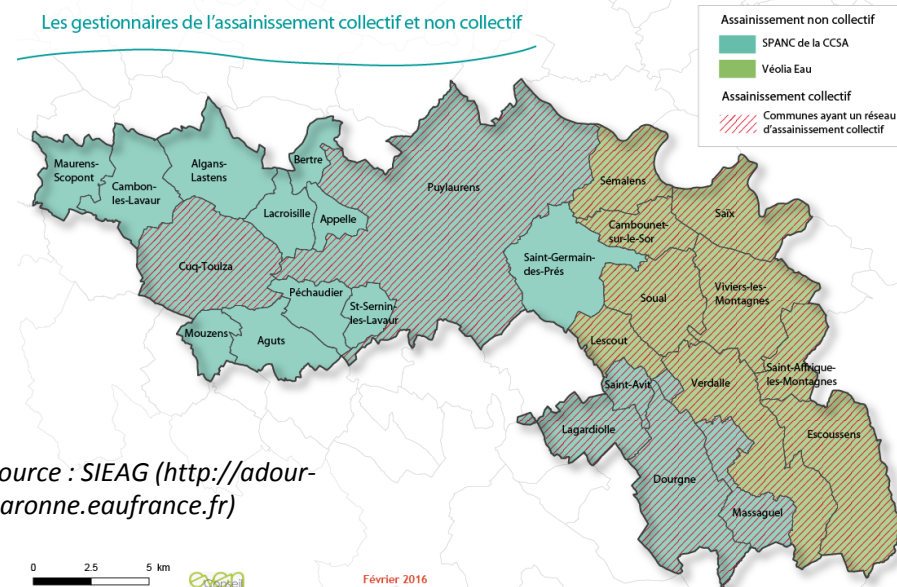 Les gestionnaires de l'assainissement collectif et non collectif
Assainissement non collectif
SPANC de la CCSA
Véolia Eau
Assainissement collectif
Communes ayant un réseau
d'assainissement collectif
Maurens-
Scopont
Cambon-
les-Lavaur
Algans-
Lastens
Bertre
Lacroisille
Appelle
Puylaurens
Sémalens
Saïx
Cambounet-
sur-le-Sor
Cuq-Toulza
Saint-Germain-
des-Prés
Péchaudier
St-Sernin-
les-Lavaur
Soual
Viviers-les-
Montagnes
Mouzens
Aguts
Lescout
Saint-Avit
Verdalle
Saint-Affrique-
les-Montagnes
Lagardiolle
Escoussens
Dourgne
Massaguel
ource : SIEAG (http://adour-
aronne.eaufrance.fr)
0 2.5 5 km
even
Conseil
Février 2016